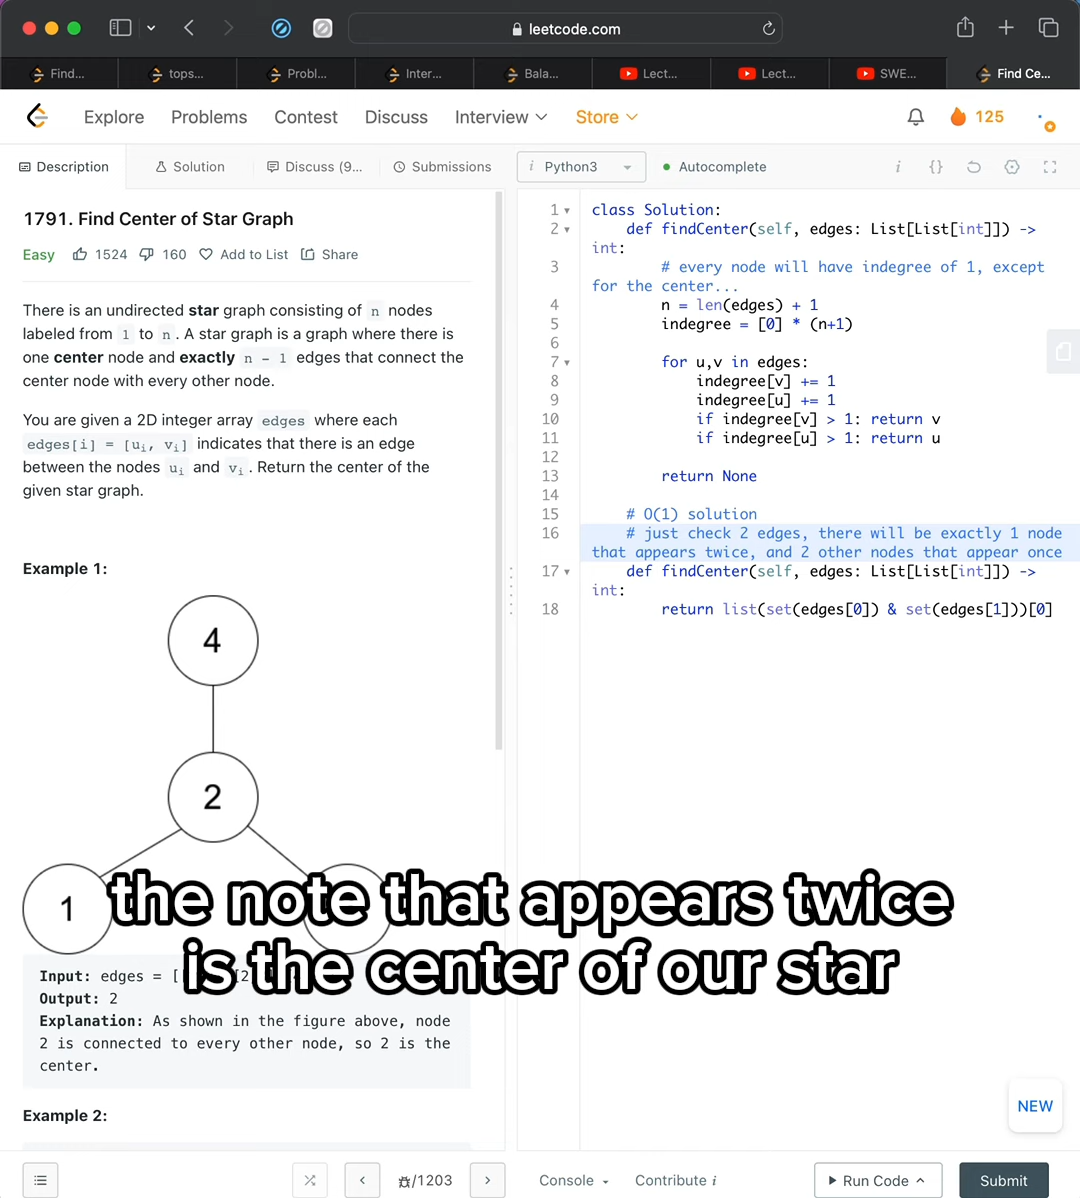 leetcode.com
Find...
tops...
Probl...
Inter...
Bala...
Lect...
Lect...
SWE...
Find Ce...
Explore Problems Contest Discuss Interview Store
125
Description Solution Discuss (9... Submissions
i Python3 Autocomplete
i {}
1791. Find Center of Star Graph
Easy 1524 160 Add to List Share
There is an undirected star graph consisting of n nodes
labeled from 1 to n. A star graph is a graph where there is
one center node and exactly n - 1 edges that connect the
center node with every other node.
You are given a 2D integer array edges where each
edges[i] = [ui, vi] indicates that there is an edge
between the nodes ui and vi. Return the center of the
given star graph.
Example 1:
4
2
1
Input: edges = [ [2
Output: 2
Explanation: As shown in the figure above, node
2 is connected to every other node, so 2 is the
center.
Example 2:
1 class Solution:
2 def findCenter(self, edges: List[List[int]]) ->
int:
3 # every node will have indegree of 1, except
for the center...
4 n = len(edges) + 1
5 indegree = [0] * (n+1)
6
7 for u,v in edges:
8 indegree[v] += 1
9 indegree[u] += 1
10 if indegree[v] > 1: return v
11 if indegree[u] > 1: return u
12
13 return None
14
15 # O(1) solution
16 # just check 2 edges, there will be exactly 1 node
that appears twice, and 2 other nodes that appear once
17 def findCenter(self, edges: List[List[int]]) ->
int:
18 return list(set(edges[0]) & set(edges[1]))[0]
the note that appears twice
is the center of our star
NEW
/1203
Console Contribute i
Run Code Submit